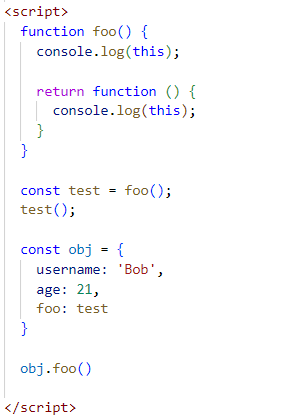 <script>
function foo() {
console.log(this);
return function () {
console.log(this);
}
}
const test = foo();
test();
const obj = {
username: 'Bob',
age: 21,
foo: test
}
obj.foo()
</script>